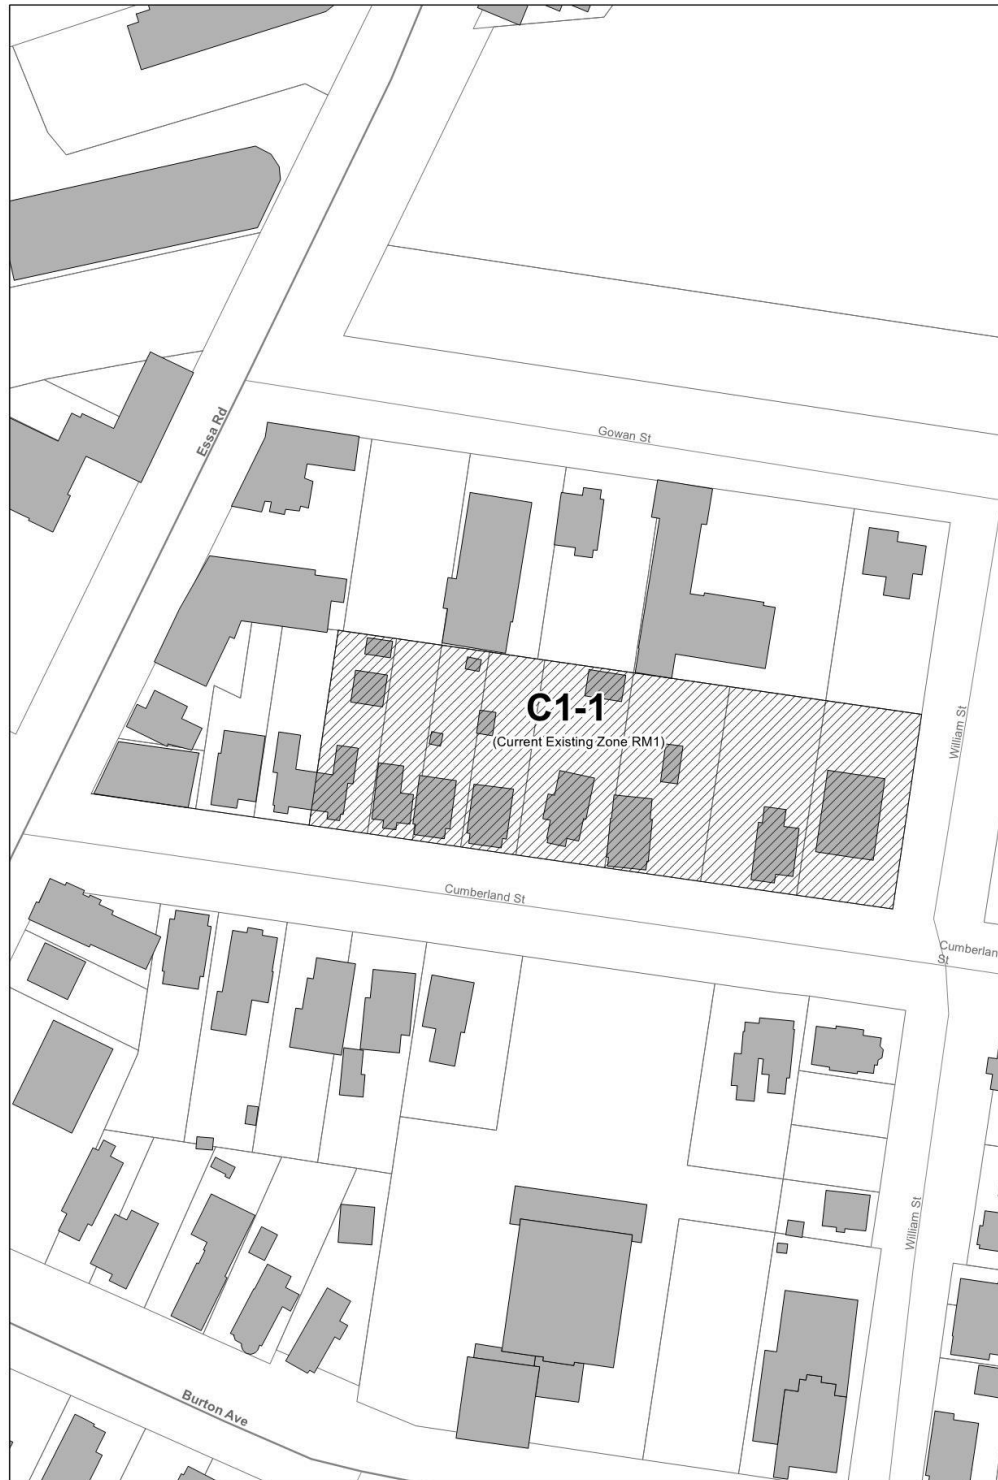 Essa Rd
Gowan St
C1-1
(Current Existing Zone RM1)
William St
Cumberland St
Cumberlan
St
William St
Burton Ave